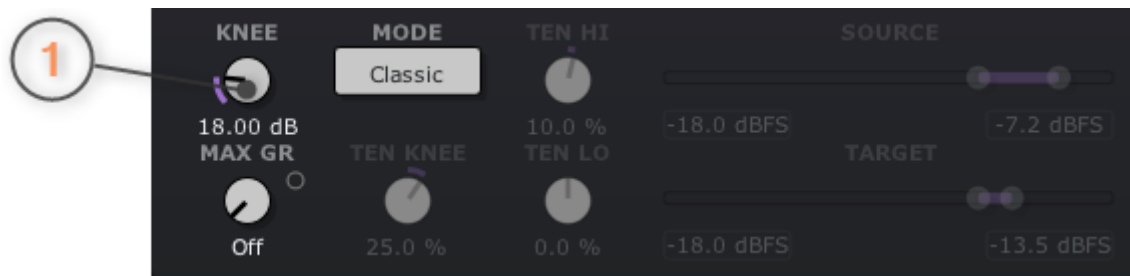 1
KNEE MODE TEN HI SOURCE
Classic
18.00 dB 10.0 % -18.0 dBFS -7.2 dBFS
MAX GR TEN KNEE TEN LO TARGET
Off 25.0 % 0.0 % -18.0 dBFS -13.5 dBFS